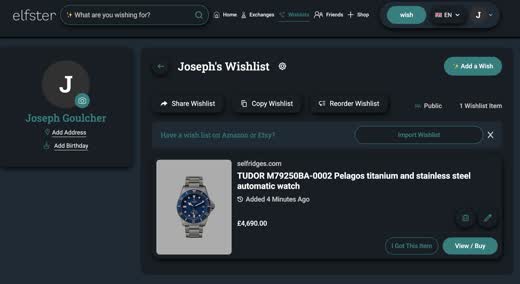 elfster
What are you wishing for?
Home
Exchanges
Wishlists
Friends
Shop
wish
EN
J
J
Joseph Goulcher
Add Address
Add Birthday
Joseph's Wishlist
Add a Wish
Share Wishlist
Copy Wishlist
Reorder Wishlist
Public
1 Wishlist Item
Have a wish list on Amazon or Etsy?
Import Wishlist
selfridges.com
TUDOR M79250BA-0002 Pelagos titanium and stainless steel
automatic watch
Added 4 Minutes Ago
£4,690.00
I Got This Item
View / Buy